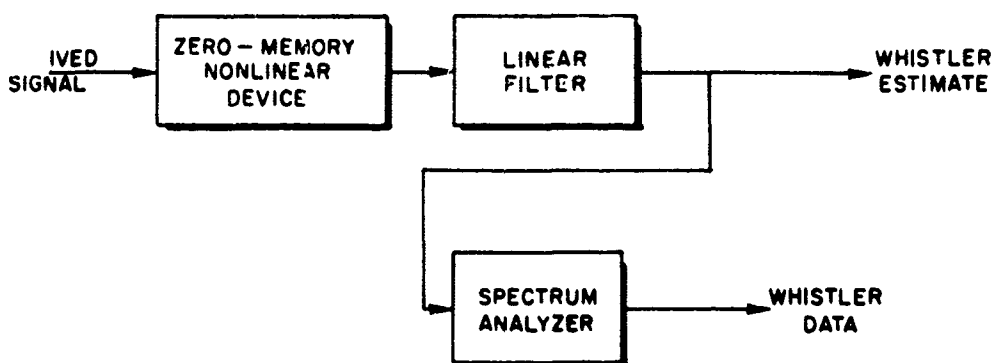 IVED
SIGNAL
ZERO – MEMORY
NONLINEAR
DEVICE
LINEAR
FILTER
WHISTLER
ESTIMATE
SPECTRUM
ANALYZER
WHISTLER
DATA